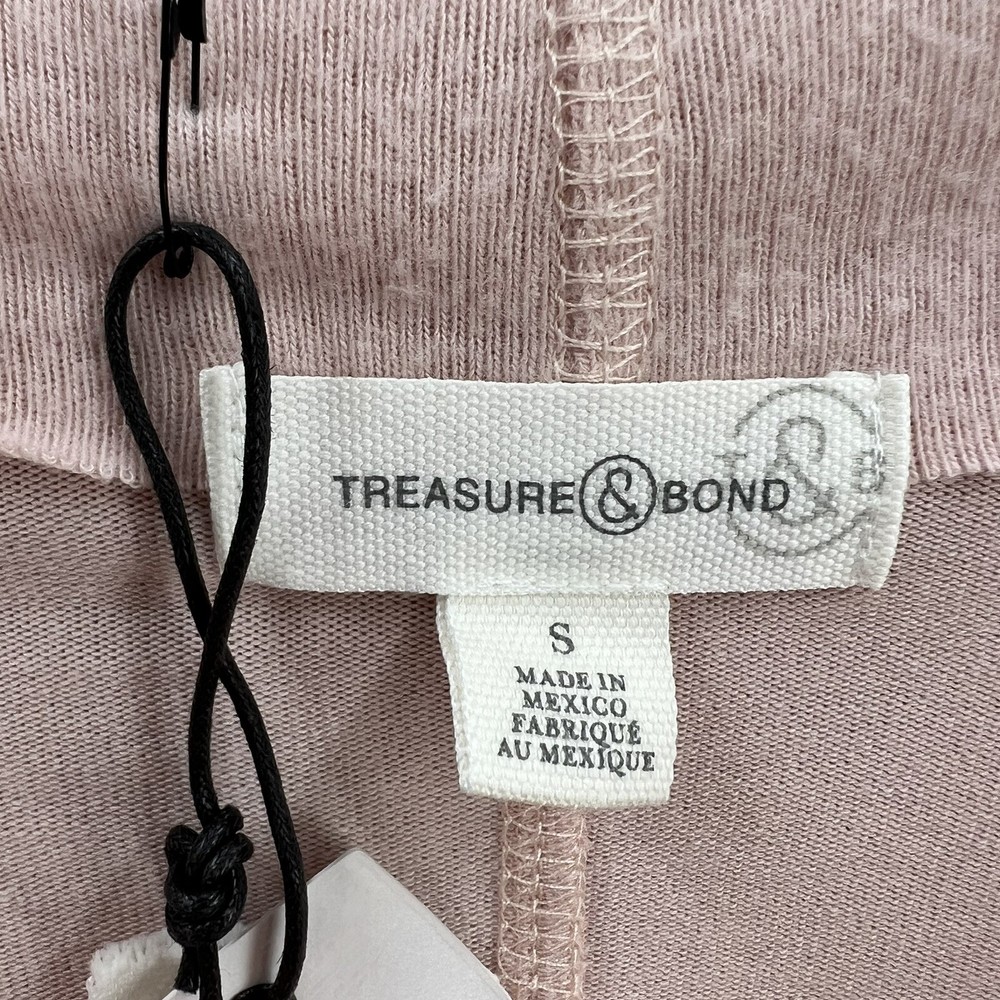 TREASURE & BOND
& B
S
MADE IN
MEXICO
FABRIQUÉ
AU MEXIQUE